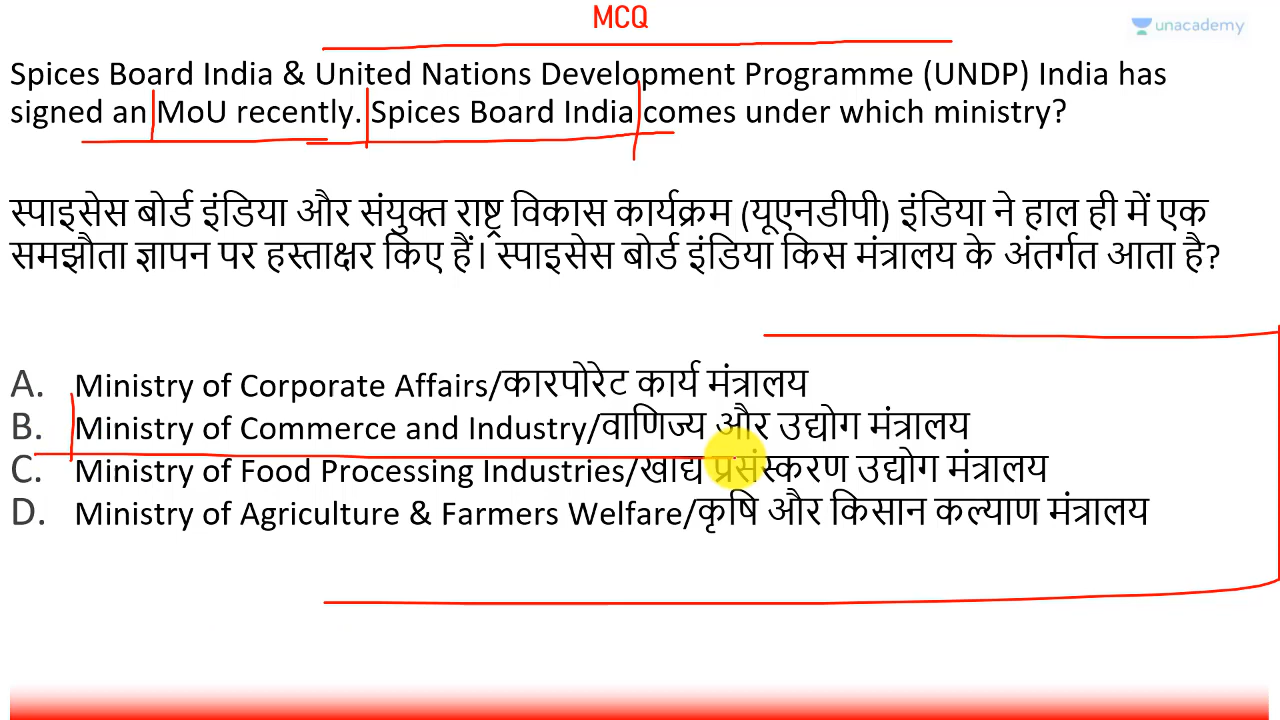 MCQ
unacademy
Spices Board India & United Nations Development Programme (UNDP) India has
signed an MoU recently. Spices Board India comes under which ministry?
स्पाइसेस बोर्ड इंडिया और संयुक्त राष्ट्र विकास कार्यक्रम (यूएनडीपी) इंडिया ने हाल ही में एक
समझौता ज्ञापन पर हस्ताक्षर किए हैं। स्पाइसेस बोर्ड इंडिया किस मंत्रालय के अंतर्गत आता है?
A. Ministry of Corporate Affairs/कारपोरेट कार्य मंत्रालय
B. Ministry of Commerce and Industry/वाणिज्य और उद्योग मंत्रालय
C. Ministry of Food Processing Industries/खाद्य प्रसंस्करण उद्योग मंत्रालय
D. Ministry of Agriculture & Farmers Welfare/कृषि और किसान कल्याण मंत्रालय